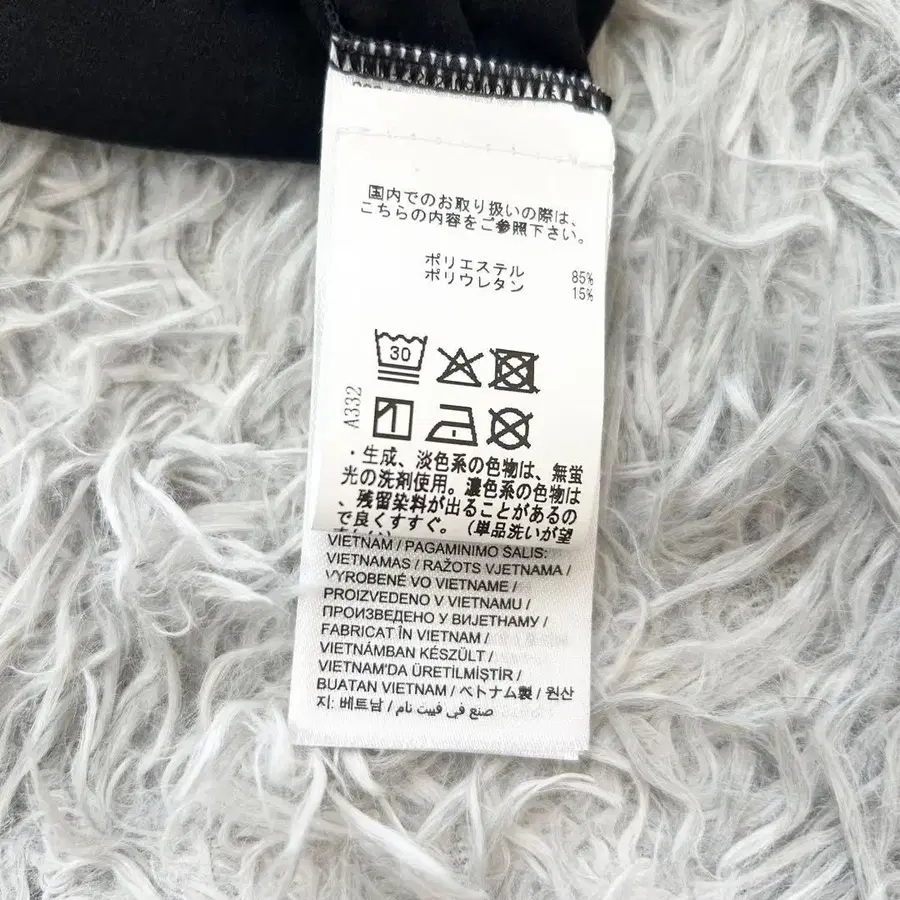 国内でのお取り扱いの際は、
こちらの内容をご参照下さい。
ポリエステル 85%
ポリウレタン 15%
30
A332
・生成、淡色系の色物は、無蛍
光の洗剤使用。濃色系の色物は
、残留染料が出ることがあるの
で良くすすぐ。(単品洗いが望
VIETNAM / PAGAMINIMO ŠALIS:
VIETNAMAS / RAŽOTS VJETNAMA /
VYROBENÉ VO VIETNAME /
PROIZVEDENO V VIETNAMU /
ПРОИЗВЕДЕНО У ВИЈЕТНАМУ /
FABRICAT ÎN VIETNAM /
VIETNÁMBAN KÉSZÜLT /
VIETNAM'DA ÜRETİLMİŞTİR /
BUATAN VIETNAM / ベトナム製 / 원산
지: 베트남 / صنع في فييت نام